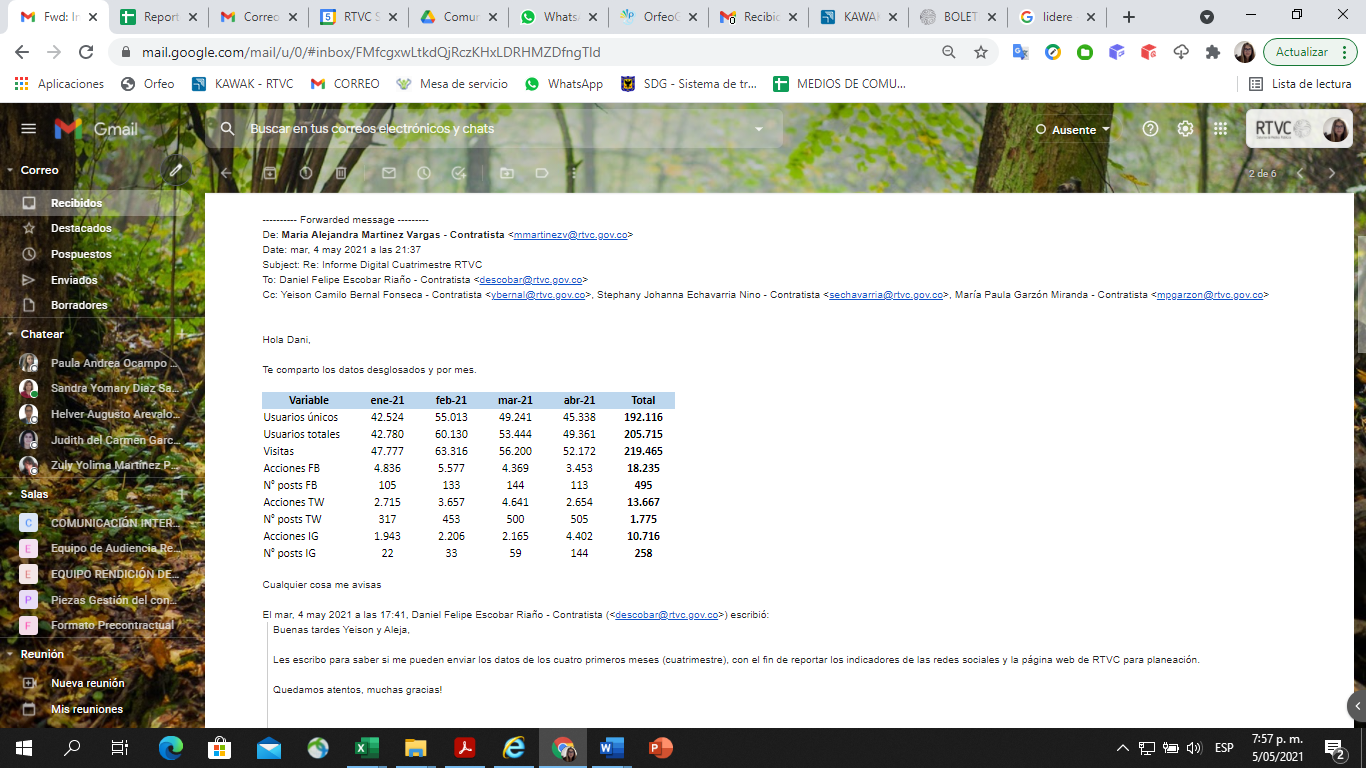 Fwd: In
Report
Correo
RTVC S
Comun
WhatsA
OrfeoG
Recibid
KAWAK
BOLET
lidere
mail.google.com/mail/u/0/#inbox/FMfcgxwLtkdQjRczKHxLDRHMZDfngTld
Actualizar
Aplicaciones
Orfeo
KAWAK - RTVC
CORREO
Mesa de servicio
WhatsApp
SDG - Sistema de tr...
MEDIOS DE COMU...
Lista de lectura
Gmail
Buscar en tus correos electrónicos y chats
Ausente
RTVC
Correo
2 de 6
Recibidos
Destacados
Pospuestos
Enviados
Borradores
Chatear
Paula Andrea Ocampo ...
Sandra Yomary Diaz Sa...
Helver Augusto Arevalo...
Judith del Carmen Garc...
Zuly Yolima Martínez P...
Salas
C COMUNICACIÓN INTER...
E Equipo de Audiencia Re...
E EQUIPO RENDICIÓN DE...
P Piezas Gestión del con...
F Formato Precontractual
Reunión
Nueva reunión
Mis reuniones
---------- Forwarded message ---------
De: Maria Alejandra Martinez Vargas - Contratista <mmartinezv@rtvc.gov.co>
Date: mar, 4 may 2021 a las 21:37
Subject: Re: Informe Digital Cuatrimestre RTVC
To: Daniel Felipe Escobar Riaño - Contratista <descobar@rtvc.gov.co>
Cc: Yeison Camilo Bernal Fonseca - Contratista <ybernal@rtvc.gov.co>, Stephany Johanna Echavarria Nino - Contratista <sechavarria@rtvc.gov.co>, María Paula Garzón Miranda - Contratista <mpgarzon@rtvc.gov.co>
Hola Dani,
Te comparto los datos desglosados y por mes.
Variable ene-21 feb-21 mar-21 abr-21 Total
Usuarios únicos 42.524 55.013 49.241 45.338 192.116
Usuarios totales 42.780 60.130 53.444 49.361 205.715
Visitas 47.777 63.316 56.200 52.172 219.465
Acciones FB 4.836 5.577 4.369 3.453 18.235
N° posts FB 105 133 144 113 495
Acciones TW 2.715 3.657 4.641 2.654 13.667
N° posts TW 317 453 500 505 1.775
Acciones IG 1.943 2.206 2.165 4.402 10.716
N° posts IG 22 33 59 144 258
Cualquier cosa me avisas
El mar, 4 may 2021 a las 17:41, Daniel Felipe Escobar Riaño - Contratista (<descobar@rtvc.gov.co>) escribió:
Buenas tardes Yeison y Aleja,
Les escribo para saber si me pueden enviar los datos de los cuatro primeros meses (cuatrimestre), con el fin de reportar los indicadores de las redes sociales y la página web de RTVC para planeación.
Quedamos atentos, muchas gracias!
ESP
7:57 p. m.
5/05/2021
2